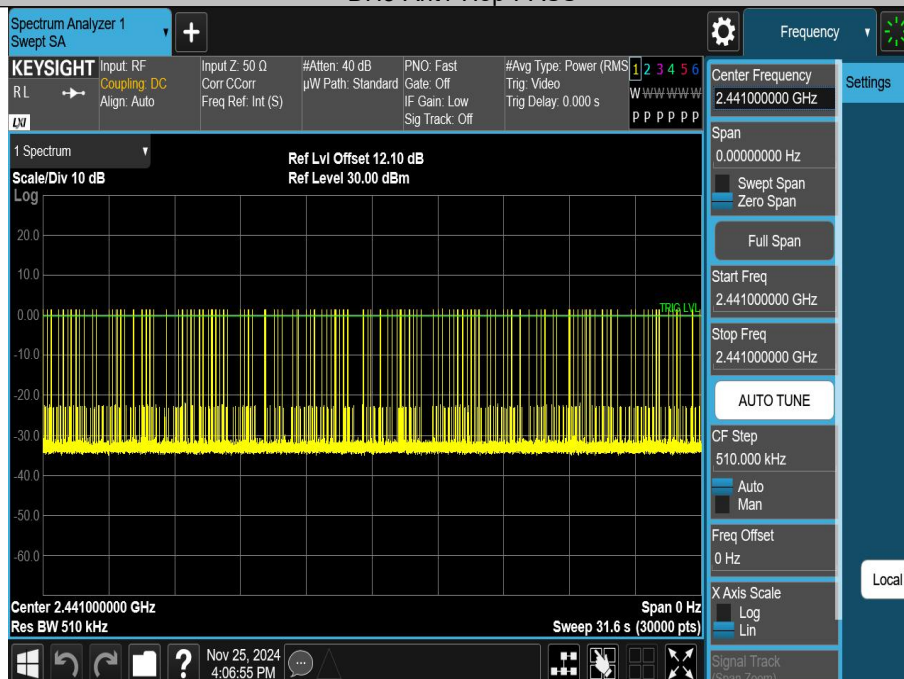 Spectrum Analyzer 1
Swept SA
+
Frequency
KEYSIGHT
R L
LXI
Input: RF
Coupling: DC
Align: Auto
Input Z: 50 Ω
Corr CCorr
Freq Ref: Int (S)
#Atten: 40 dB
µW Path: Standard
PNO: Fast
Gate: Off
IF Gain: Low
Sig Track: Off
#Avg Type: Power (RMS
Trig: Video
Trig Delay: 0.000 s
1 2 3 4 5 6
W W W W W W
P P P P P P
Center Frequency
2.441000000 GHz
Settings
1 Spectrum
Scale/Div 10 dB
Ref Lvl Offset 12.10 dB
Ref Level 30.00 dBm
Log
20.0
10.0
0.00
-10.0
-20.0
-30.0
-40.0
-50.0
-60.0
TRIG LVL
Center 2.441000000 GHz
Res BW 510 kHz
Span 0 Hz
Sweep 31.6 s (30000 pts)
Span
0.00000000 Hz
Swept Span
Zero Span
Full Span
Start Freq
2.441000000 GHz
Stop Freq
2.441000000 GHz
AUTO TUNE
CF Step
510.000 kHz
Auto
Man
Freq Offset
0 Hz
X Axis Scale
Log
Lin
Signal Track
(Span Zoom)
Local
?
Nov 25, 2024
4:06:55 PM